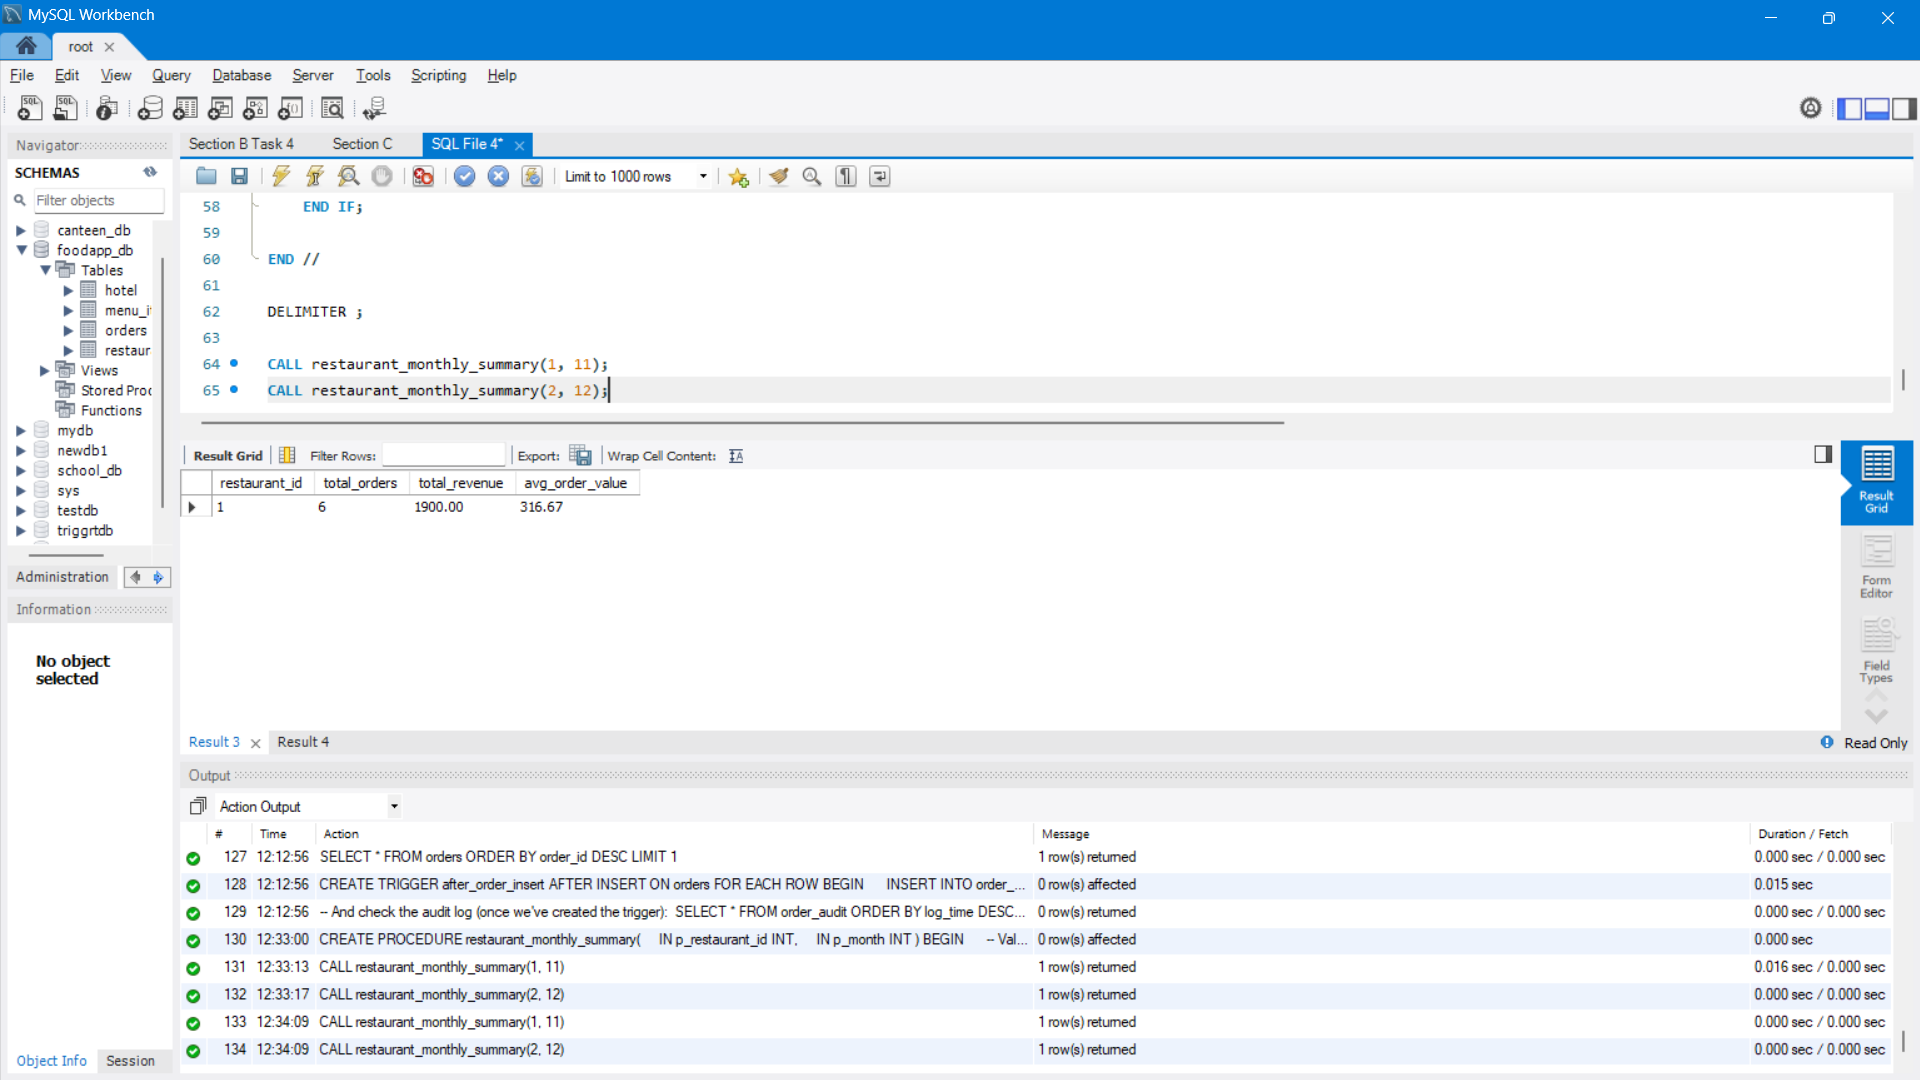 MySQL Workbench
root
File Edit View Query Database Server Tools Scripting Help
Navigator
SCHEMAS
Filter objects
canteen_db
foodapp_db
Tables
hotel
menu_i
orders
restaur
Views
Stored Proc
Functions
mydb
newdb1
school_db
sys
testdb
triggrtdb
Administration
Information
No object
selected
Object Info Session
Section B Task 4 Section C SQL File 4*
Limit to 1000 rows
58 END IF;
59
60 END //
61
62 DELIMITER ;
63
64 CALL restaurant_monthly_summary(1, 11);
65 CALL restaurant_monthly_summary(2, 12);
Result Grid Filter Rows: Export: Wrap Cell Content:
restaurant_id total_orders total_revenue avg_order_value
1 6 1900.00 316.67
Result
Grid
Form
Editor
Field
Types
Result 3 Result 4
Read Only
Output
Action Output
# Time Action Message Duration / Fetch
127 12:12:56 SELECT * FROM orders ORDER BY order_id DESC LIMIT 1 1 row(s) returned 0.000 sec / 0.000 sec
128 12:12:56 CREATE TRIGGER after_order_insert AFTER INSERT ON orders FOR EACH ROW BEGIN INSERT INTO order_... 0 row(s) affected 0.015 sec
129 12:12:56 -- And check the audit log (once we've created the trigger): SELECT * FROM order_audit ORDER BY log_time DESC... 0 row(s) returned 0.000 sec / 0.000 sec
130 12:33:00 CREATE PROCEDURE restaurant_monthly_summary( IN p_restaurant_id INT, IN p_month INT ) BEGIN -- Val... 0 row(s) affected 0.000 sec
131 12:33:13 CALL restaurant_monthly_summary(1, 11) 1 row(s) returned 0.016 sec / 0.000 sec
132 12:33:17 CALL restaurant_monthly_summary(2, 12) 1 row(s) returned 0.000 sec / 0.000 sec
133 12:34:09 CALL restaurant_monthly_summary(1, 11) 1 row(s) returned 0.000 sec / 0.000 sec
134 12:34:09 CALL restaurant_monthly_summary(2, 12) 1 row(s) returned 0.000 sec / 0.000 sec